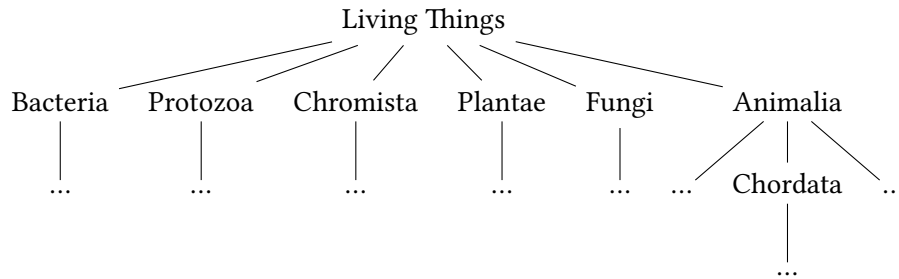 Living Things
Bacteria Protozoa Chromista Plantae Fungi Animalia
... ... ... ... ... ... Chordata ..
...